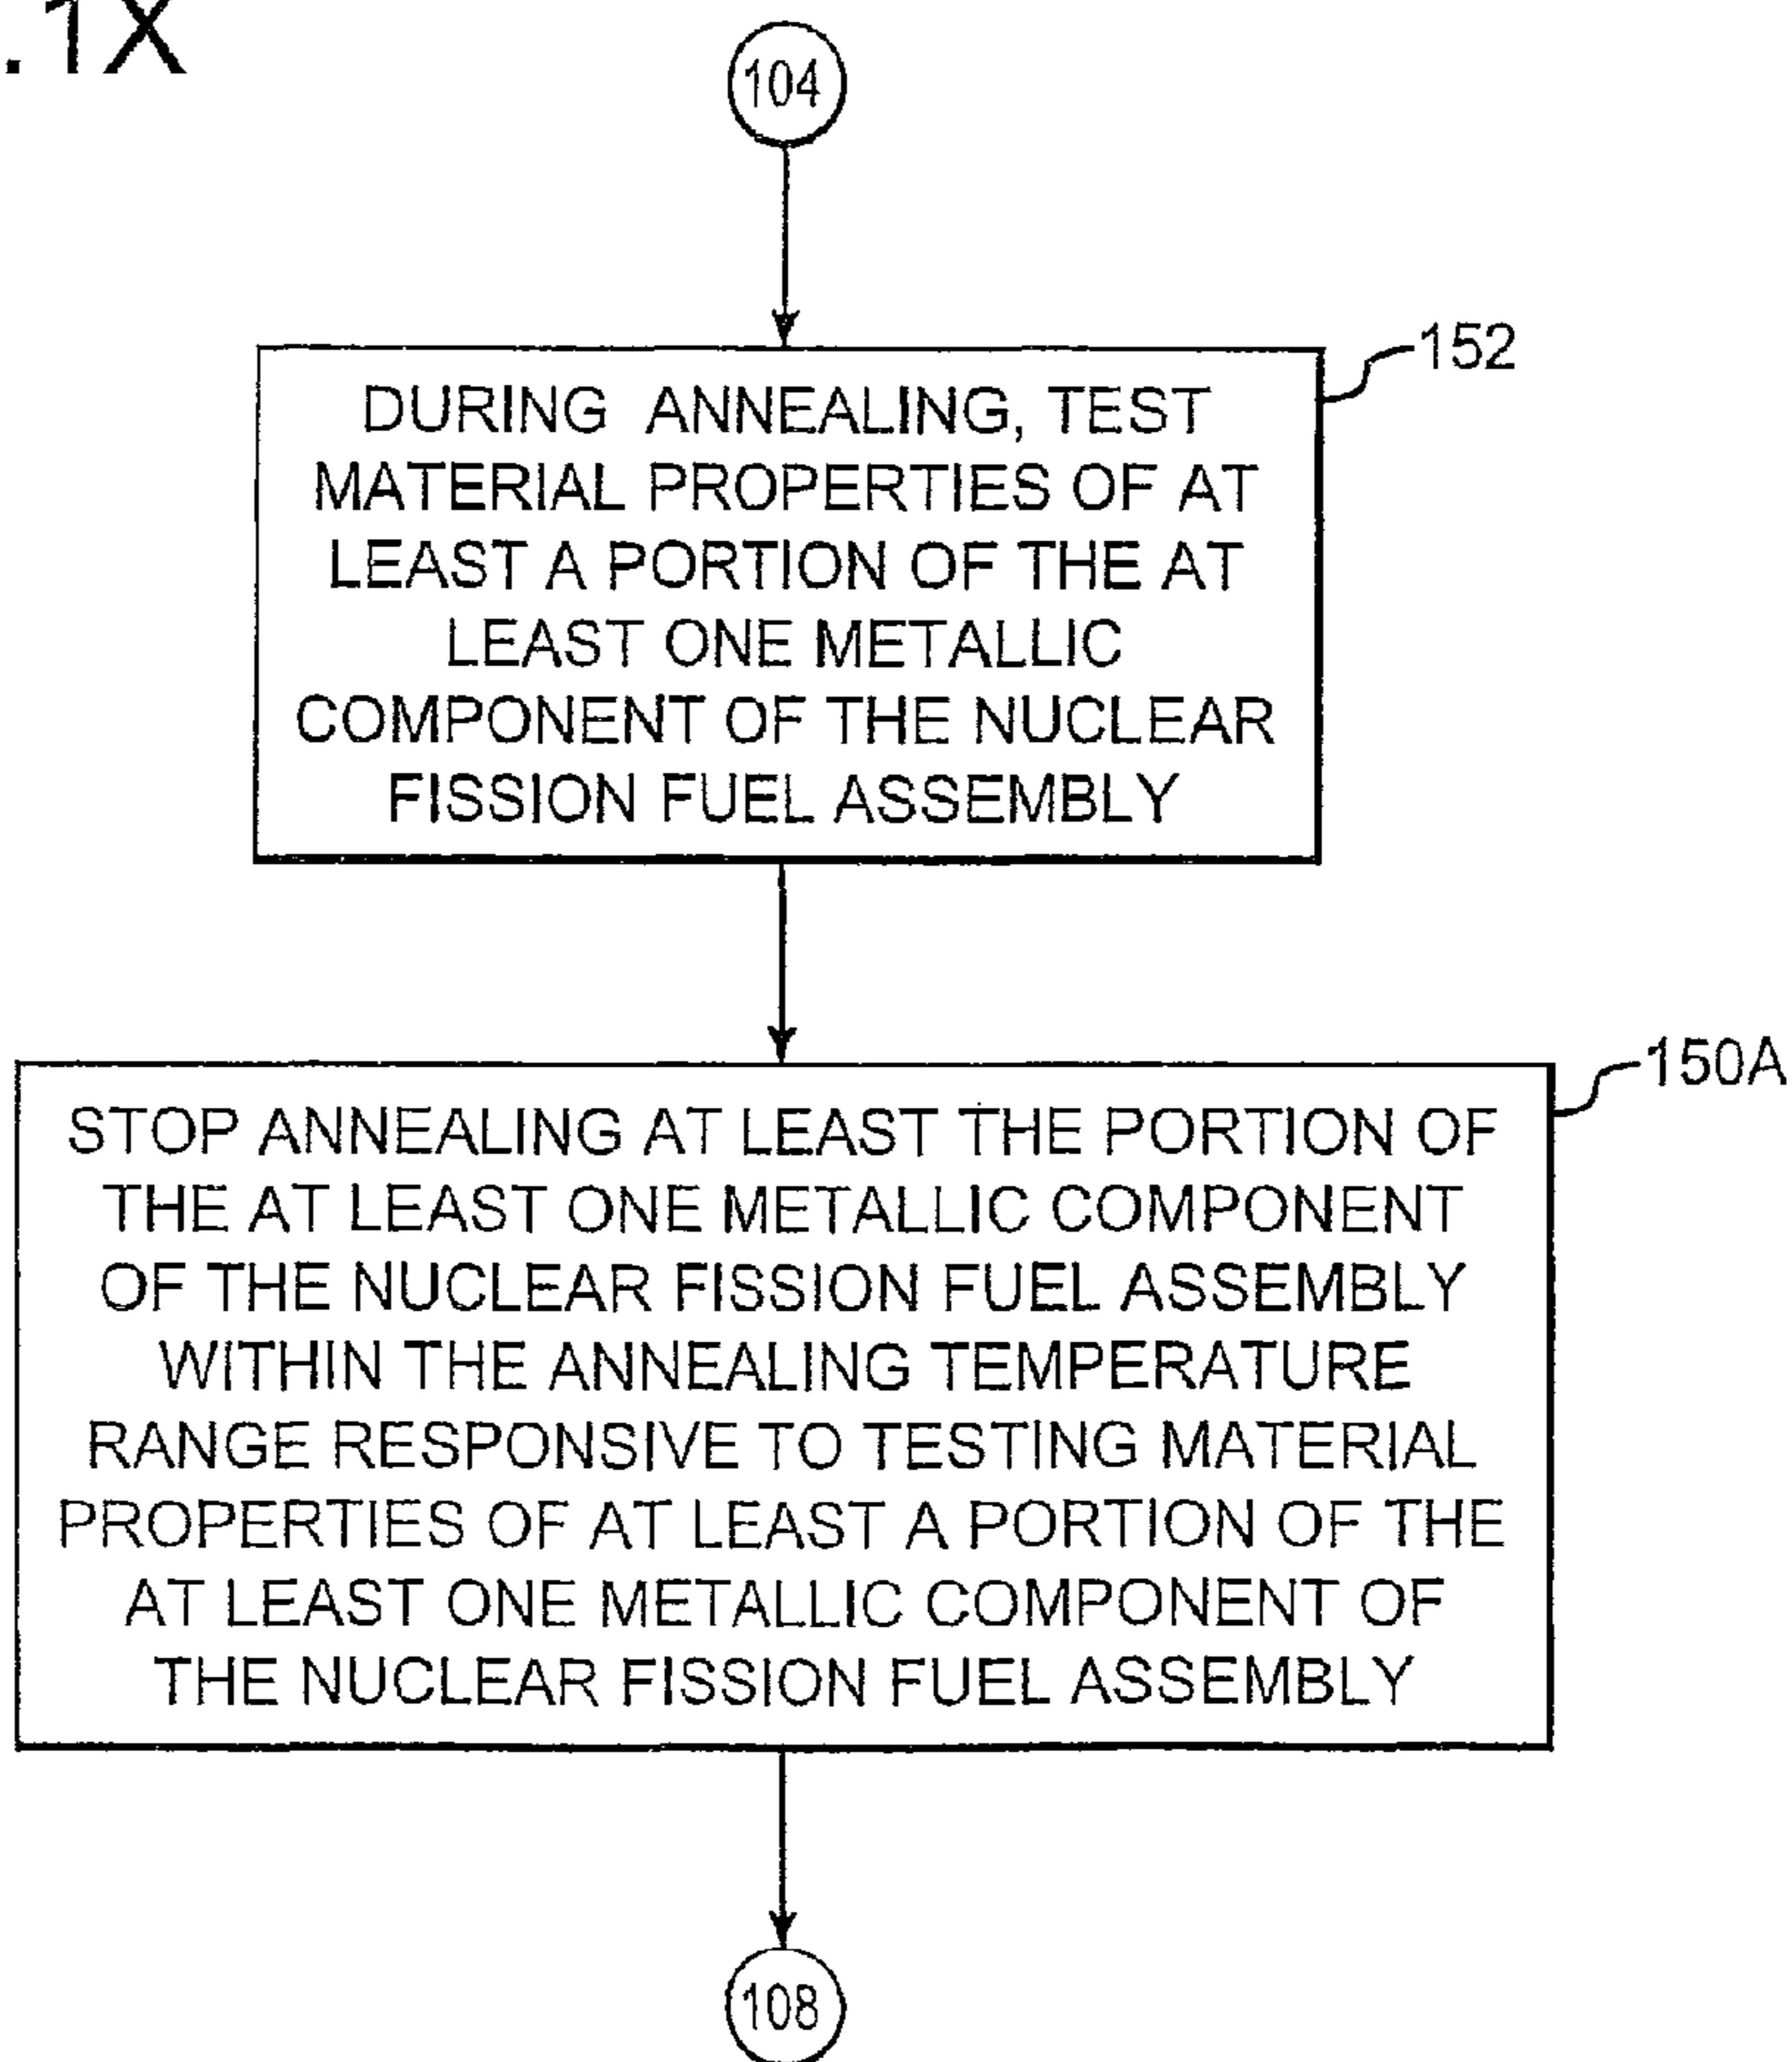 .1X
104
152
DURING ANNEALING, TEST
MATERIAL PROPERTIES OF AT
LEAST A PORTION OF THE AT
LEAST ONE METALLIC
COMPONENT OF THE NUCLEAR
FISSION FUEL ASSEMBLY
150A
STOP ANNEALING AT LEAST THE PORTION OF
THE AT LEAST ONE METALLIC COMPONENT
OF THE NUCLEAR FISSION FUEL ASSEMBLY
WITHIN THE ANNEALING TEMPERATURE
RANGE RESPONSIVE TO TESTING MATERIAL
PROPERTIES OF AT LEAST A PORTION OF THE
AT LEAST ONE METALLIC COMPONENT OF
THE NUCLEAR FISSION FUEL ASSEMBLY
108